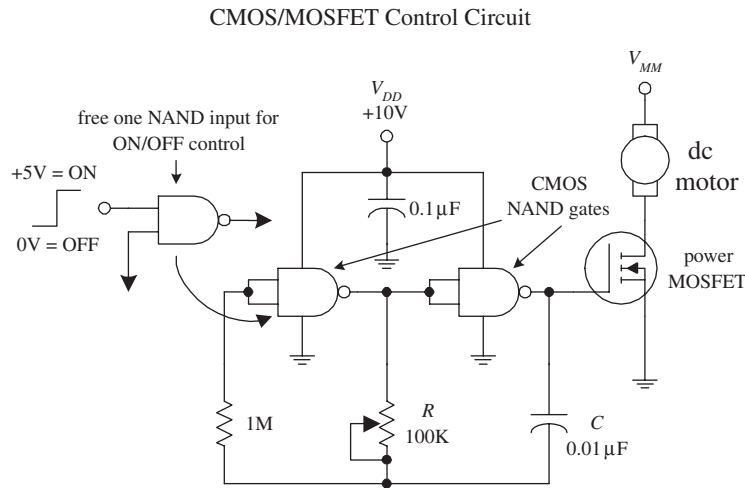 CMOS/MOSFET Control Circuit
free one NAND input for
ON/OFF control
+5V = ON
0V = OFF
V_DD
+10V
0.1µF
CMOS
NAND gates
V_MM
dc
motor
power
MOSFET
1M
R
100K
C
0.01µF